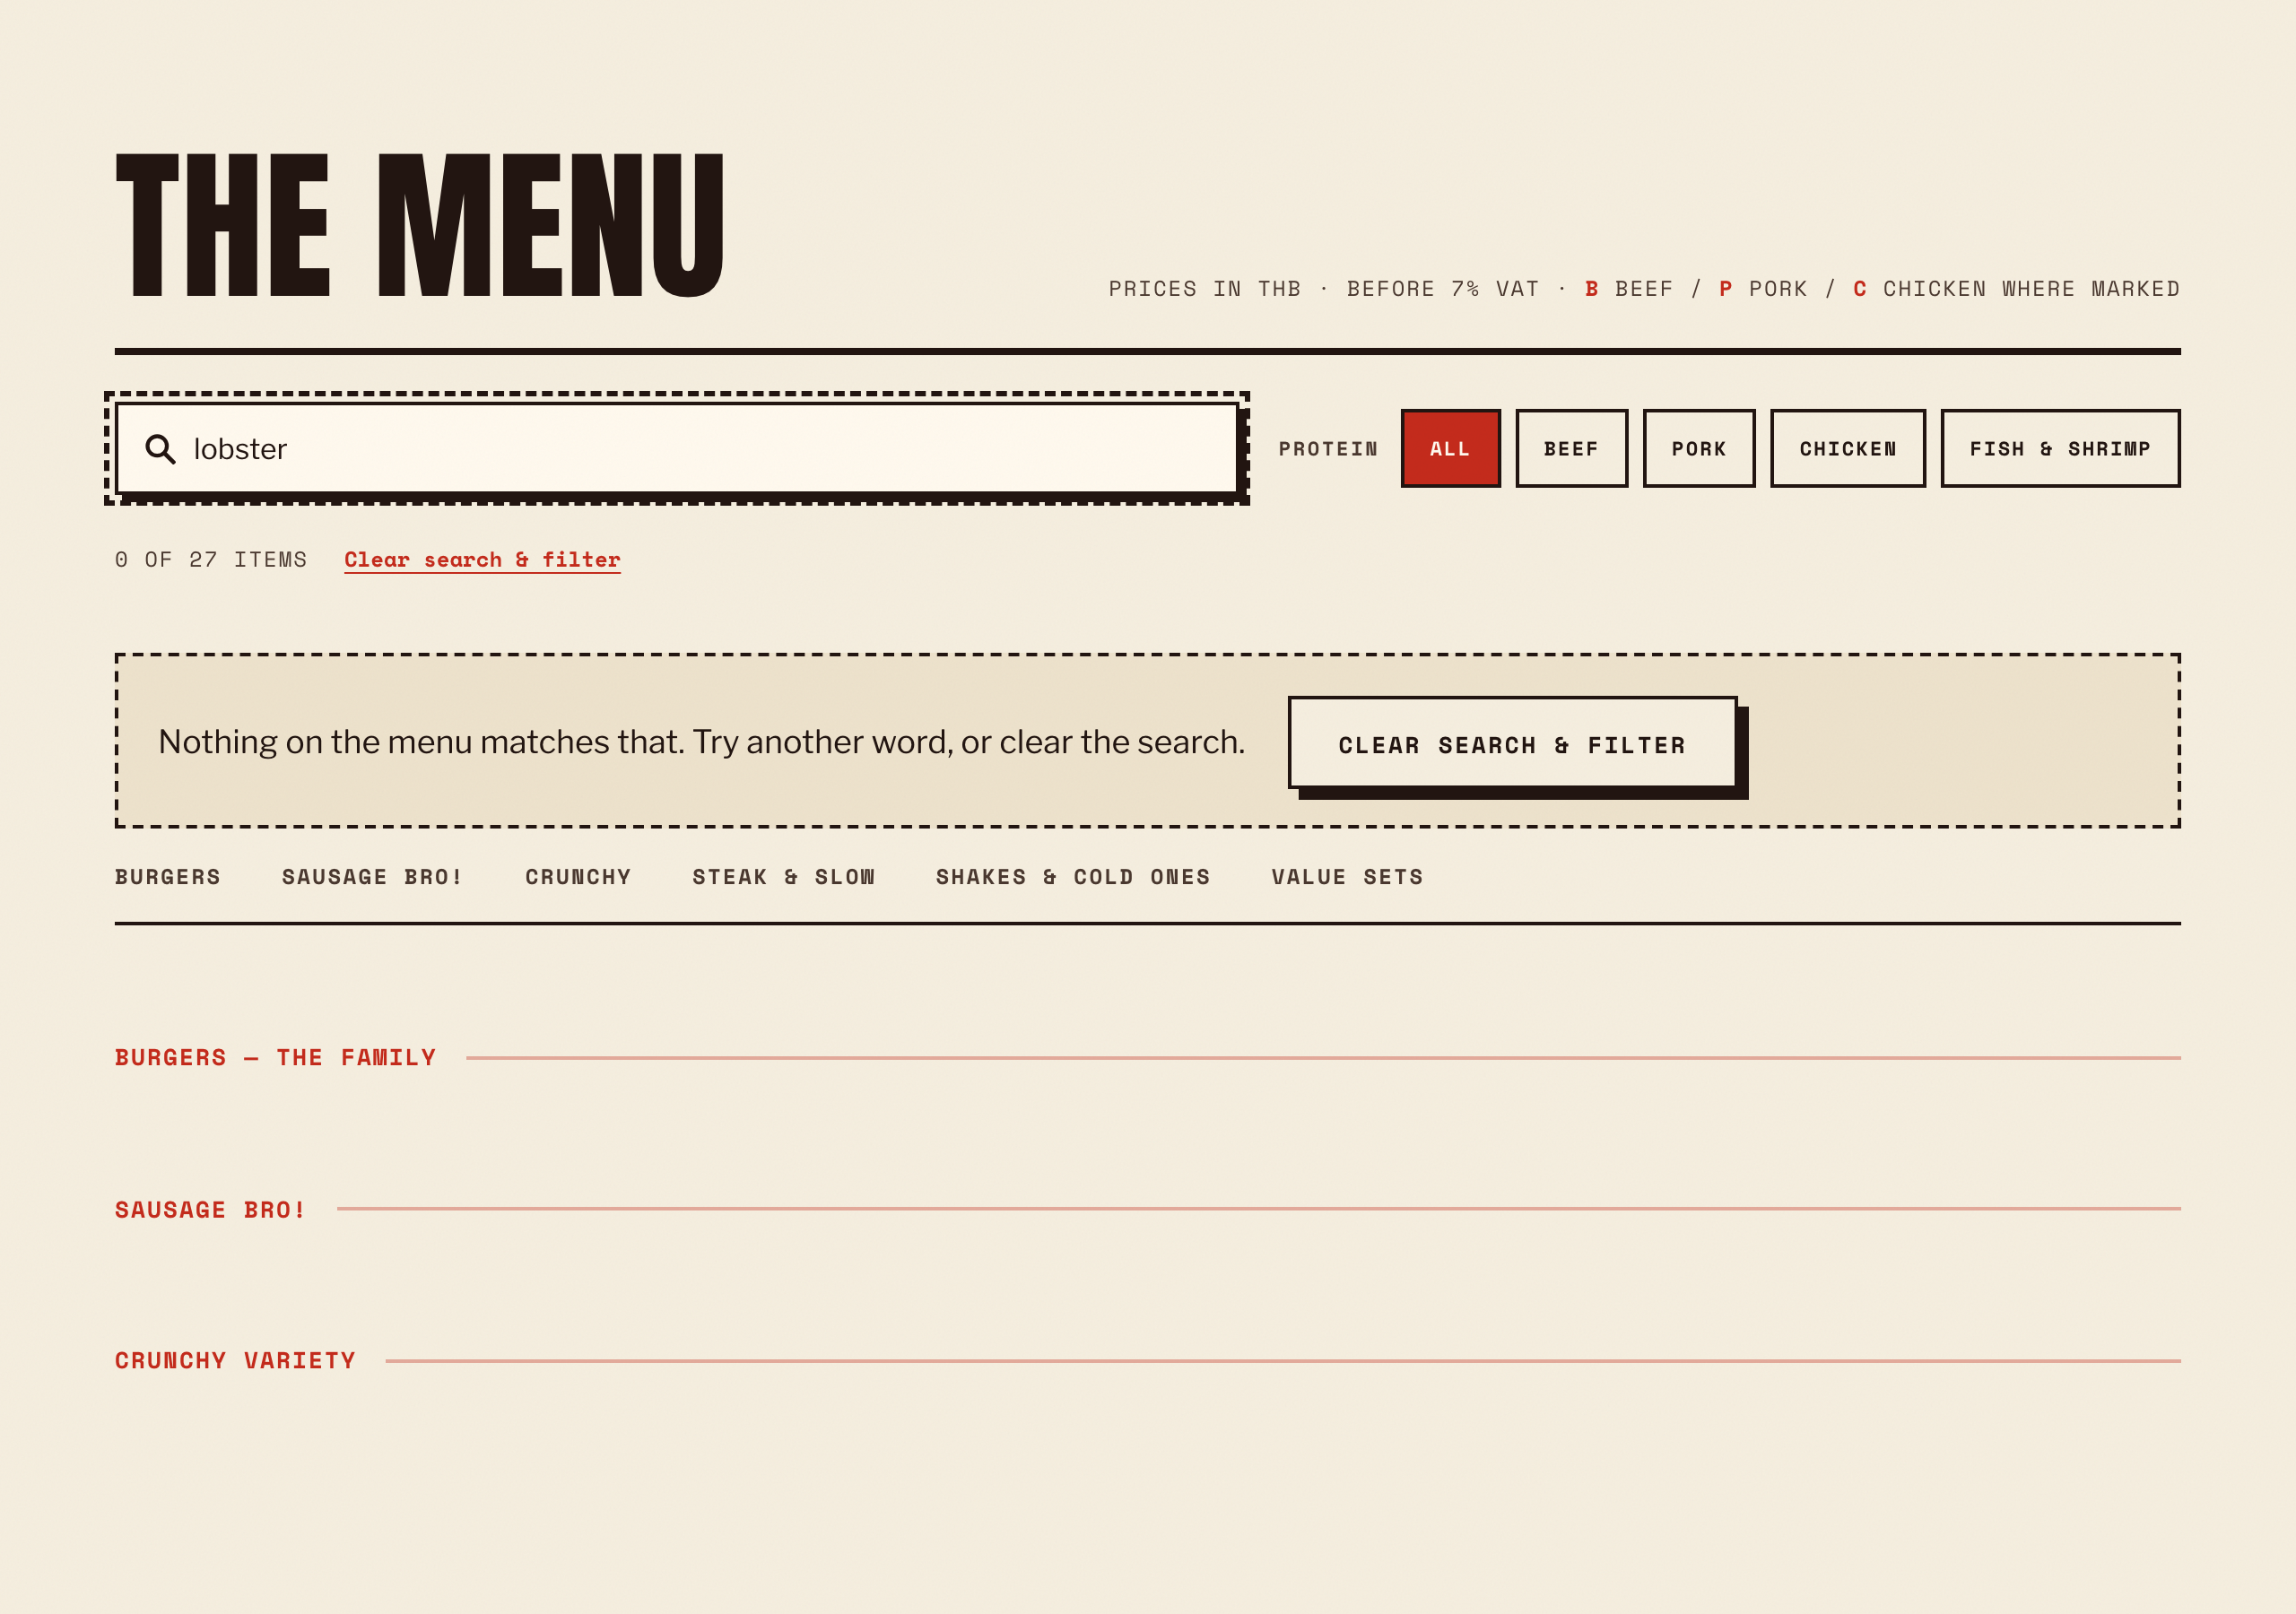 THE MENU
PRICES IN THB · BEFORE 7% VAT · B BEEF / P PORK / C CHICKEN WHERE MARKED
lobster
PROTEIN ALL BEEF PORK CHICKEN FISH & SHRIMP
0 OF 27 ITEMS Clear search & filter
Nothing on the menu matches that. Try another word, or clear the search. CLEAR SEARCH & FILTER
BURGERS SAUSAGE BRO! CRUNCHY STEAK & SLOW SHAKES & COLD ONES VALUE SETS
BURGERS — THE FAMILY
SAUSAGE BRO!
CRUNCHY VARIETY